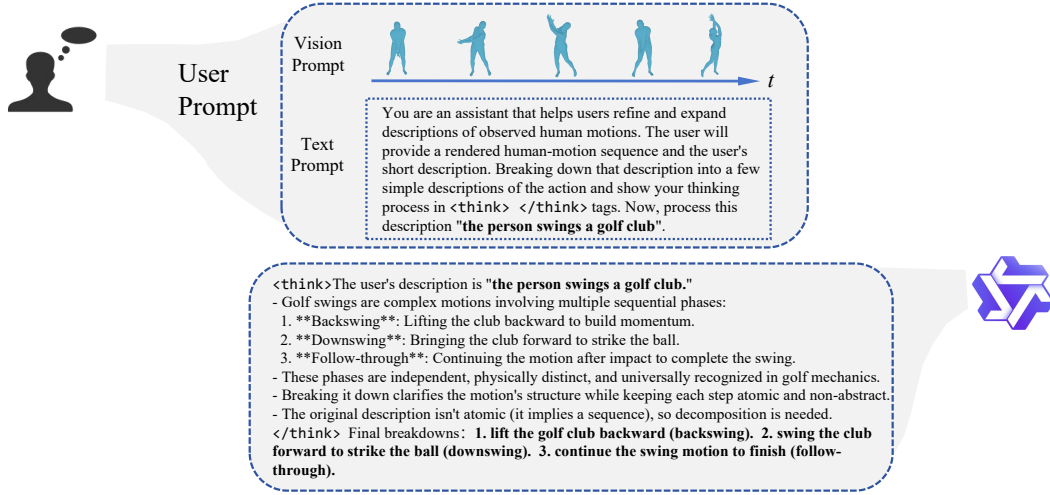 User
Prompt
Vision
Prompt
t
Text
Prompt
You are an assistant that helps users refine and expand
descriptions of observed human motions. The user will
provide a rendered human-motion sequence and the user's
short description. Breaking down that description into a few
simple descriptions of the action and show your thinking
process in <think> </think> tags. Now, process this
description "the person swings a golf club".
<think>The user's description is "the person swings a golf club."
- Golf swings are complex motions involving multiple sequential phases:
1. **Backswing**: Lifting the club backward to build momentum.
2. **Downswing**: Bringing the club forward to strike the ball.
3. **Follow-through**: Continuing the motion after impact to complete the swing.
- These phases are independent, physically distinct, and universally recognized in golf mechanics.
- Breaking it down clarifies the motion's structure while keeping each step atomic and non-abstract.
- The original description isn't atomic (it implies a sequence), so decomposition is needed.
</think> Final breakdowns: 1. lift the golf club backward (backswing). 2. swing the club
forward to strike the ball (downswing). 3. continue the swing motion to finish (follow-
through).